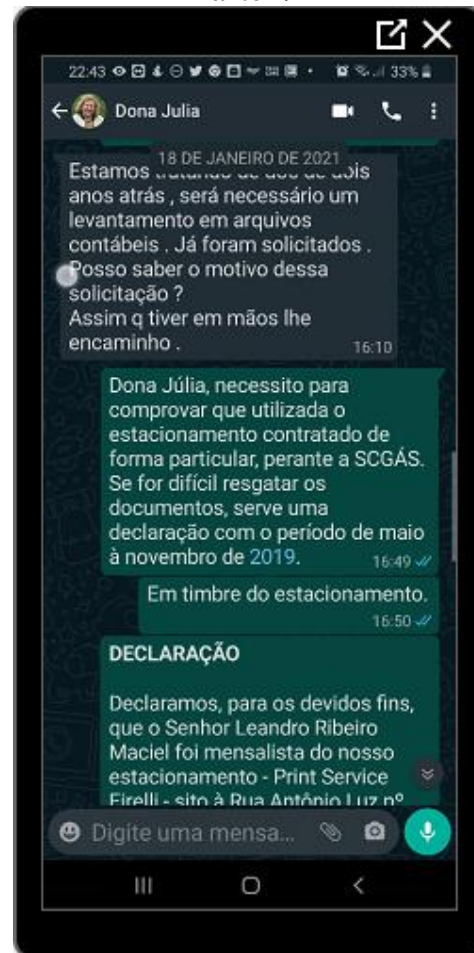 22:43
33%
Dona Julia
18 DE JANEIRO DE 2021
Estamos
anos atrás , será necessário um
levantamento em arquivos
contábeis . Já foram solicitados .
Posso saber o motivo dessa
solicitação ?
Assim q tiver em mãos lhe
encaminho .
16:10
Dona Júlia, necessito para
comprovar que utilizada o
estacionamento contratado de
forma particular, perante a SCGÁS.
Se for difícil resgatar os
documentos, serve uma
declaração com o período de maio
à novembro de 2019.
16:49
Em timbre do estacionamento.
16:50
DECLARAÇÃO
Declaramos, para os devidos fins,
que o Senhor Leandro Ribeiro
Maciel foi mensalista do nosso
estacionamento - Print Service
Eirelli - sito à Rua Antônio Luz nº
Digite uma mensa...